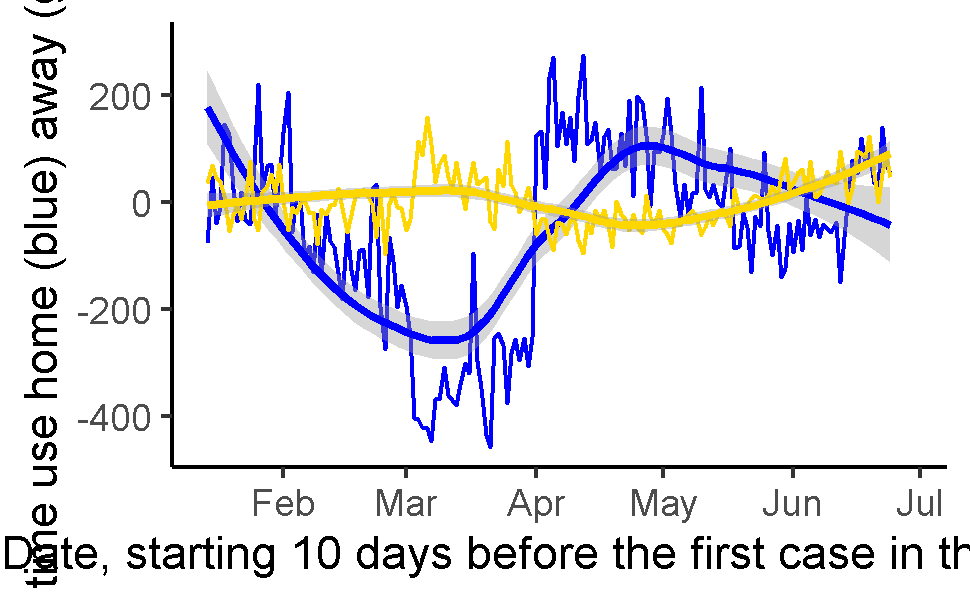 time use home (blue) away (
200
0
-200
-400
Feb Mar Apr May Jun Jul
Date, starting 10 days before the first case in th